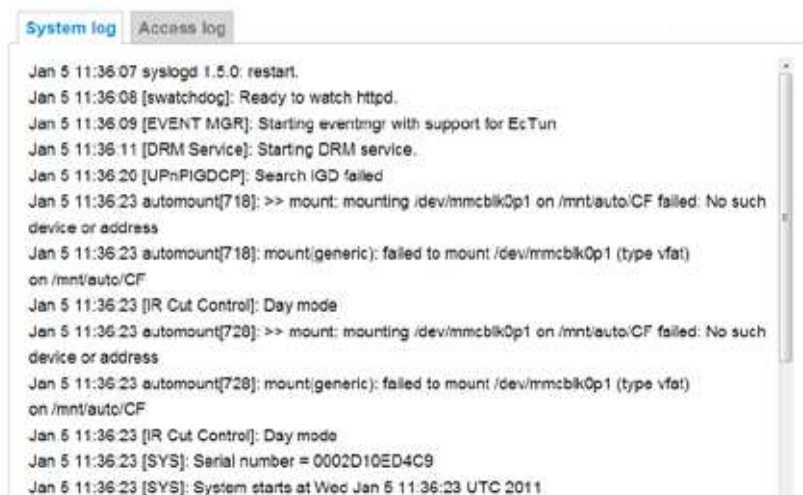 System log Access log
Jan 5 11:36:07 syslogd 1.5.0: restart.
Jan 5 11:36:08 [swatchdog]: Ready to watch httpd.
Jan 5 11:36:09 [EVENT MGR]: Starting eventmgr with support for EcTun
Jan 5 11:36:11 [DRM Service]: Starting DRM service.
Jan 5 11:36:20 [UPnPIGDCP]: Search IGD failed
Jan 5 11:36:23 automount[718]: >> mount: mounting /dev/mmcblk0p1 on /mnt/auto/CF failed: No such
device or address
Jan 5 11:36:23 automount[718]: mount(generic): failed to mount /dev/mmcblk0p1 (type vfat)
on /mnt/auto/CF
Jan 5 11:36:23 [IR Cut Control]: Day mode
Jan 5 11:36:23 automount[728]: >> mount: mounting /dev/mmcblk0p1 on /mnt/auto/CF failed: No such
device or address
Jan 5 11:36:23 automount[728]: mount(generic): failed to mount /dev/mmcblk0p1 (type vfat)
on /mnt/auto/CF
Jan 5 11:36:23 [IR Cut Control]: Day mode
Jan 5 11:36:23 [SYS]: Serial number = 0002D10ED4C9
Jan 5 11:36:23 [SYS]: System starts at Wed Jan 5 11:36:23 UTC 2011